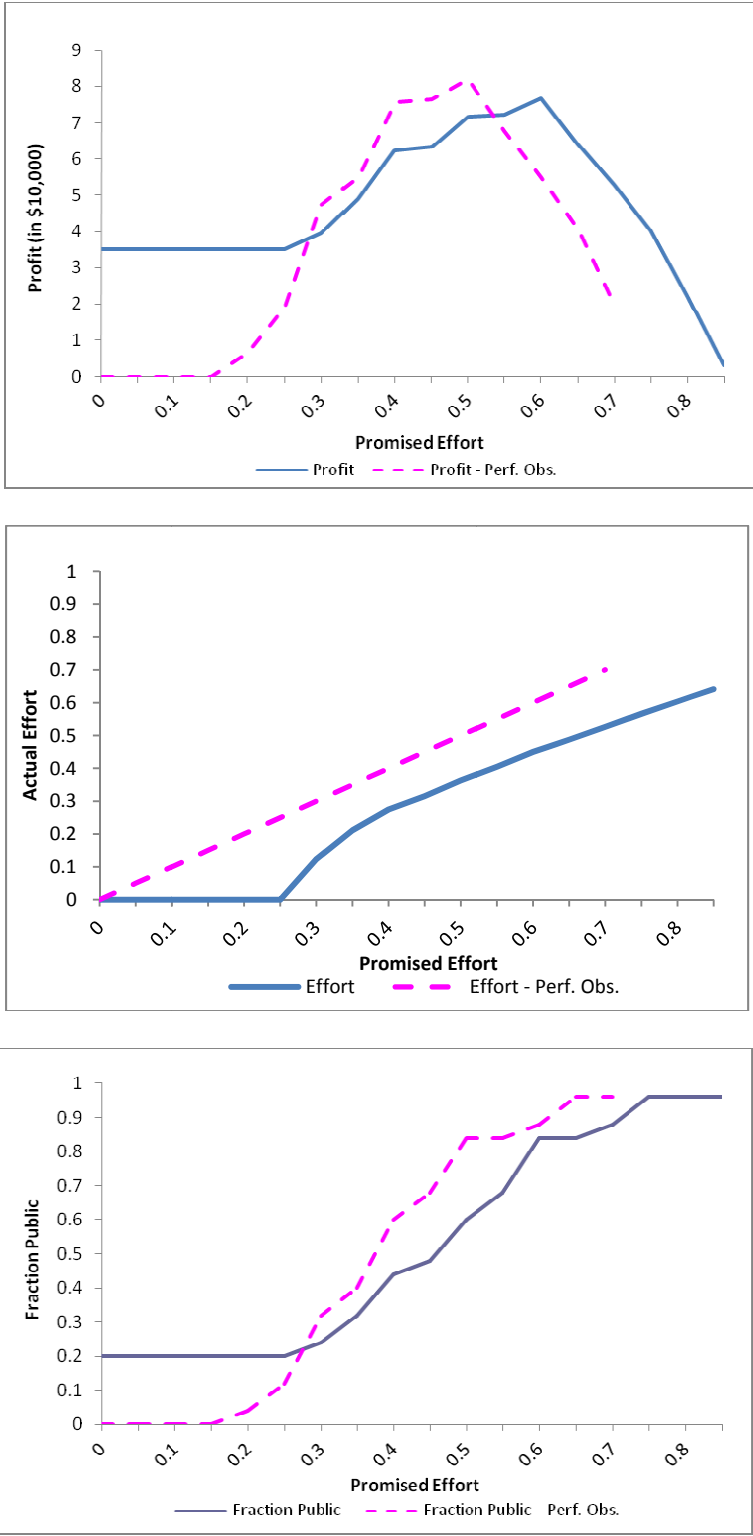 9
8
7
6
5
4
3
2
1
0
Profit (in $10,000)
0 0.1 0.2 0.3 0.4 0.5 0.6 0.7 0.8
Promised Effort
Profit Profit - Perf. Obs.
1
0.9
0.8
0.7
0.6
0.5
0.4
0.3
0.2
0.1
0
Actual Effort
0 0.1 0.2 0.3 0.4 0.5 0.6 0.7 0.8
Promised Effort
Effort Effort - Perf. Obs.
1
0.9
0.8
0.7
0.6
0.5
0.4
0.3
0.2
0.1
0
Fraction Public
0 0.1 0.2 0.3 0.4 0.5 0.6 0.7 0.8
Promised Effort
Fraction Public Fraction Public Perf. Obs.